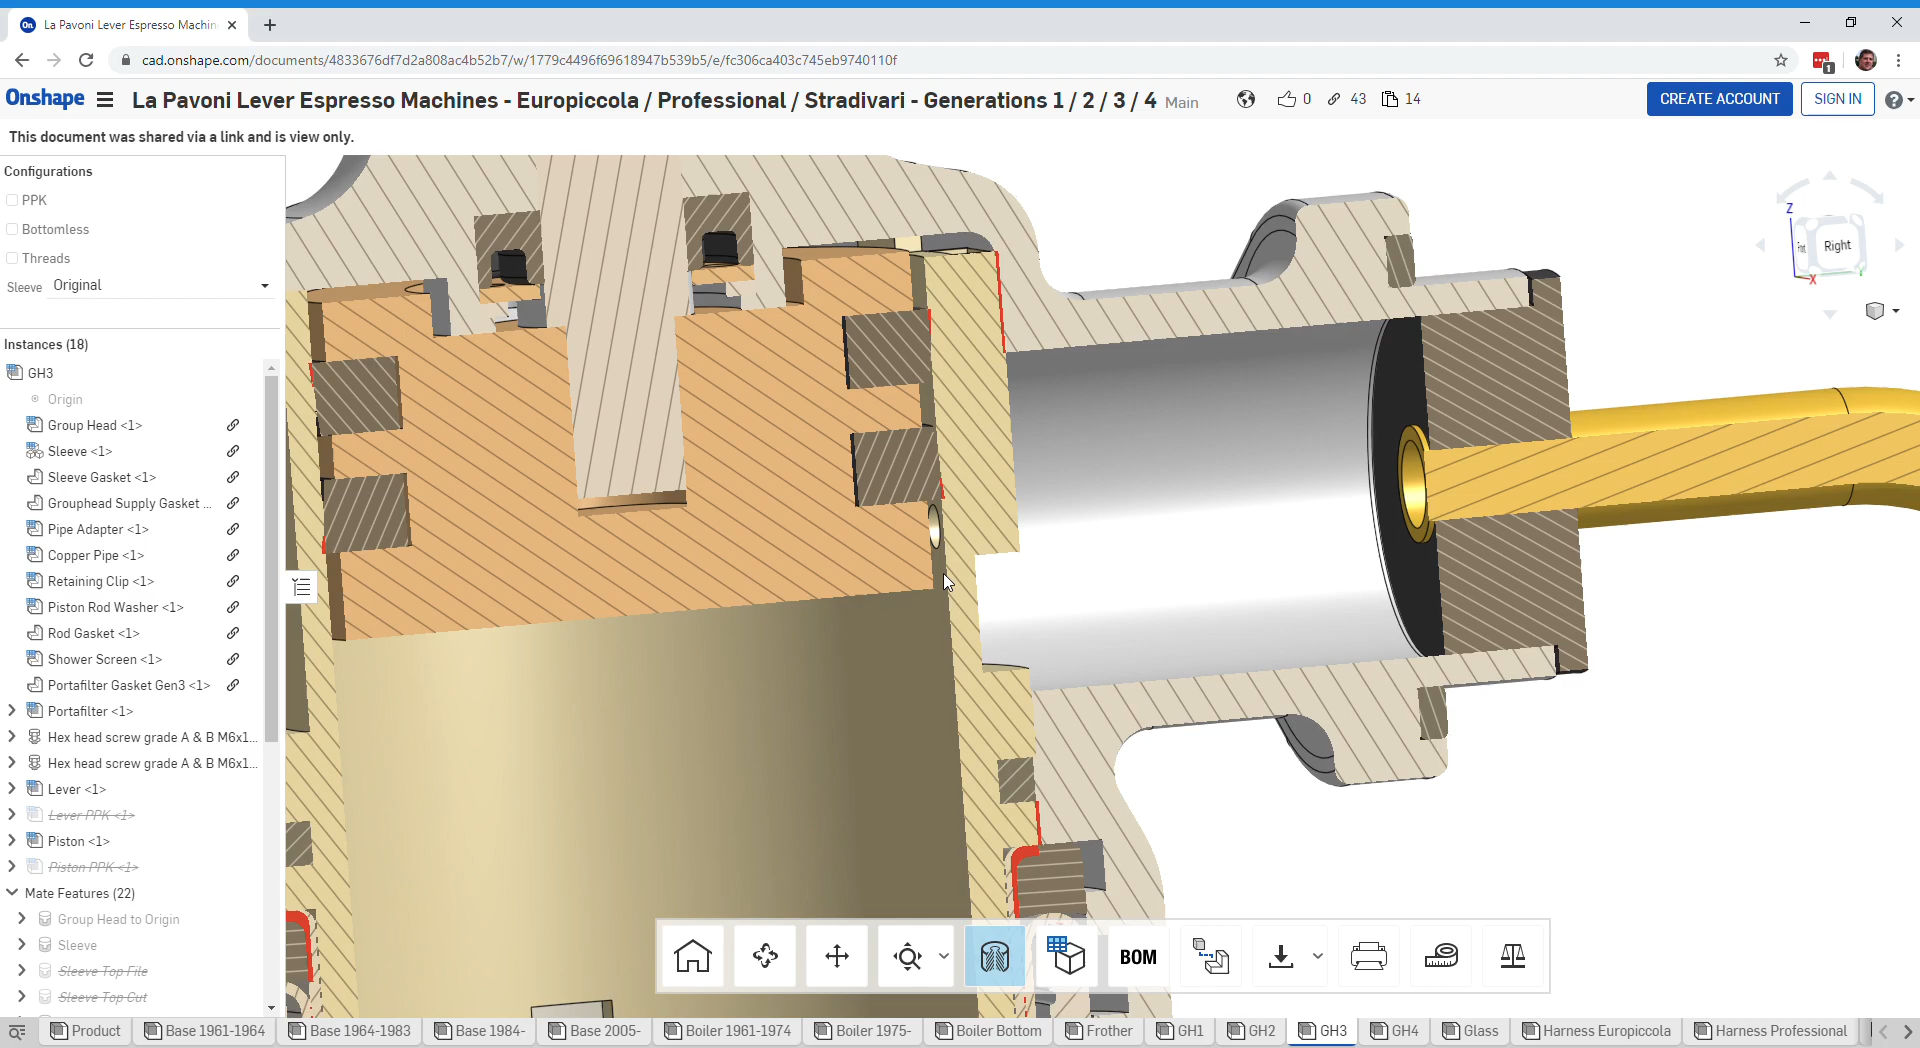 On La Pavoni Lever Espresso Machin
cad.onshape.com/documents/4833676df7d2a808ac4b52b7/w/1779c4496f69618947b539b5/e/fc306ca403c745eb9740110f
1
Onshape La Pavoni Lever Espresso Machines - Europiccola / Professional / Stradivari - Generations 1 / 2 / 3 / 4 Main 0 43 14 CREATE ACCOUNT SIGN IN
This document was shared via a link and is view only.
Configurations
PPK
Bottomless
Threads
Sleeve Original
Instances (18)
GH3
Origin
Group Head <1>
Sleeve <1>
Sleeve Gasket <1>
Grouphead Supply Gasket ...
Pipe Adapter <1>
Copper Pipe <1>
Retaining Clip <1>
Piston Rod Washer <1>
Rod Gasket <1>
Shower Screen <1>
Portafilter Gasket Gen3 <1>
Portafilter <1>
Hex head screw grade A & B M6x1...
Hex head screw grade A & B M6x1...
Lever <1>
Lever PPK <1>
Piston <1>
Piston PPK <1>
Mate Features (22)
Group Head to Origin
Sleeve
Sleeve Top File
Sleeve Top Cut
Z
Right
X
BOM
Product Base 1961-1964 Base 1964-1983 Base 1984- Base 2005- Boiler 1961-1974 Boiler 1975- Boiler Bottom Frother GH1 GH2 GH3 GH4 Glass Harness Europiccola Harness Professional